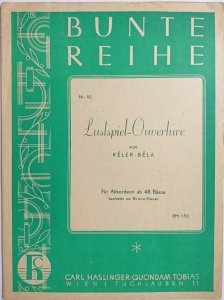 BUNTE
REIHE
Nr. 92
Lustspiel-Ouverture
VON
KÉLER-BÉLA
Für Akkordeon ab 48 Bässe
bearbeitet von Bruno Hauer
RM 1.50
CARL HASLINGER QUONDAM TOBIAS
WIEN I. TUCHLAUBEN 11